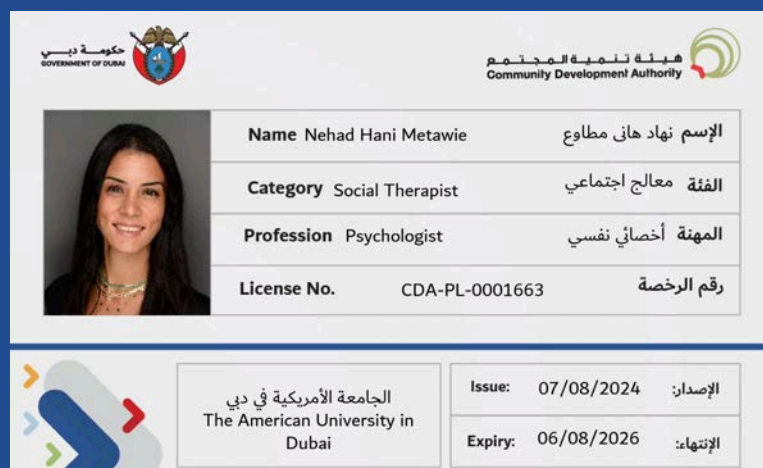 حكومة دبي
GOVERNMENT OF DUBAI
هيئة تنمية المجتمع
Community Development Authority
Name Nehad Hani Metawie الإسم نهاد هانى مطاوع
Category Social Therapist الفئة معالج اجتماعي
Profession Psychologist المهنة أخصائي نفسي
License No. CDA-PL-0001663 رقم الرخصة
الجامعة الأمريكية في دبي
The American University in
Dubai
Issue: 07/08/2024 الإصدار:
Expiry: 06/08/2026 الإنتهاء: